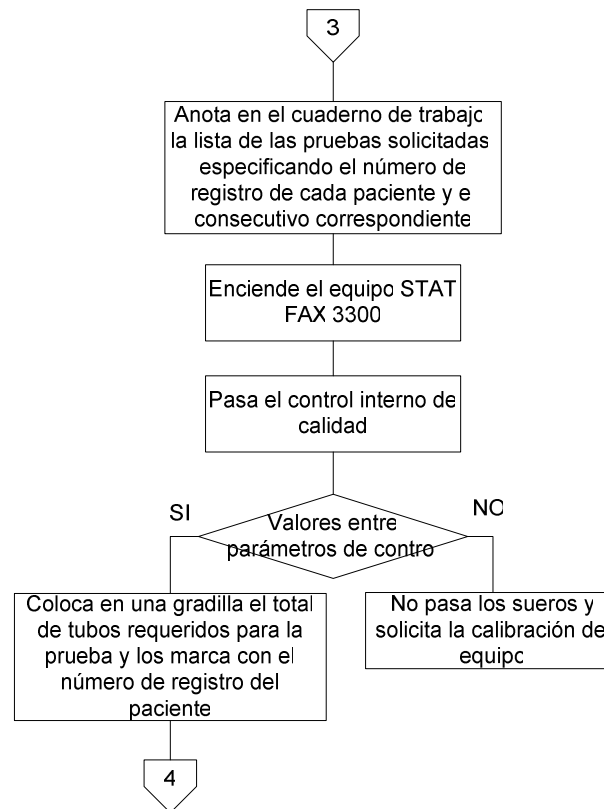 3
Anota en el cuaderno de trabajo
la lista de las pruebas solicitadas
especificando el número de
registro de cada paciente y e
consecutivo correspondiente
Enciende el equipo STAT
FAX 3300
Pasa el control interno de
calidad
SI
NO
Valores entre
parámetros de contro
Coloca en una gradilla el total
de tubos requeridos para la
prueba y los marca con el
número de registro del
paciente
No pasa los sueros y
solicita la calibración de
equipo
4